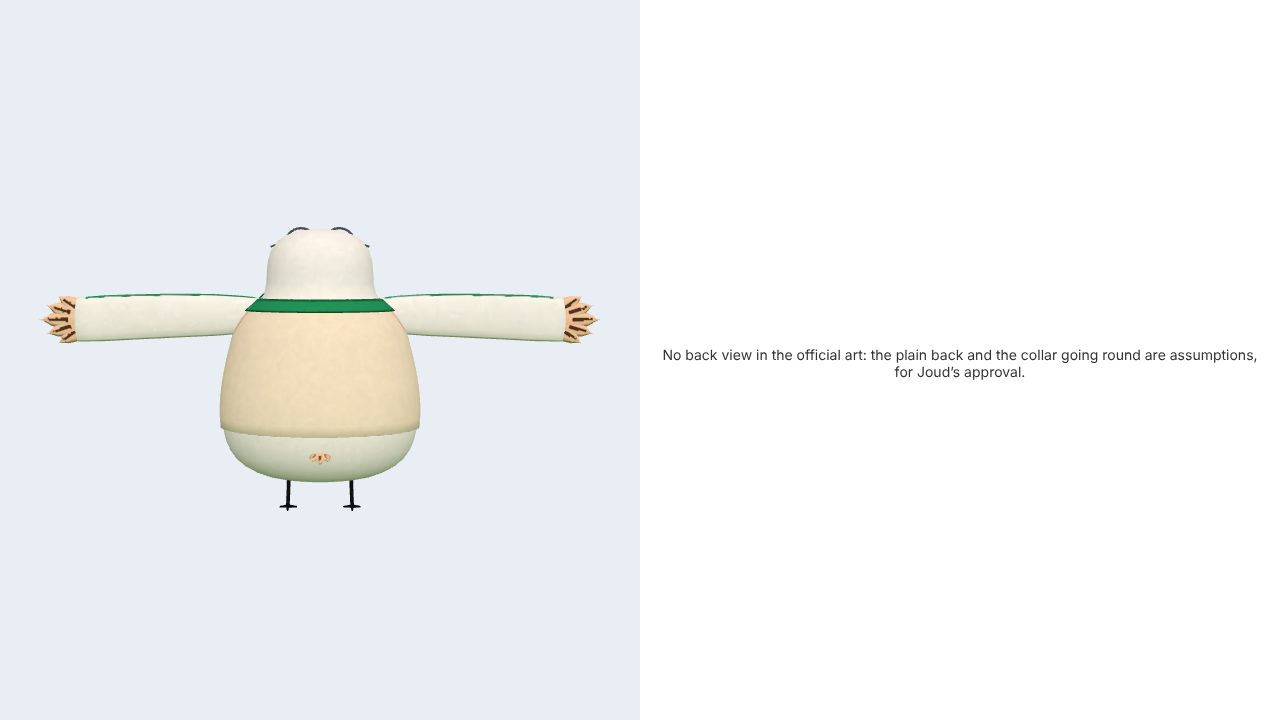 No back view in the official art: the plain back and the collar going round are assumptions,
for Joud’s approval.